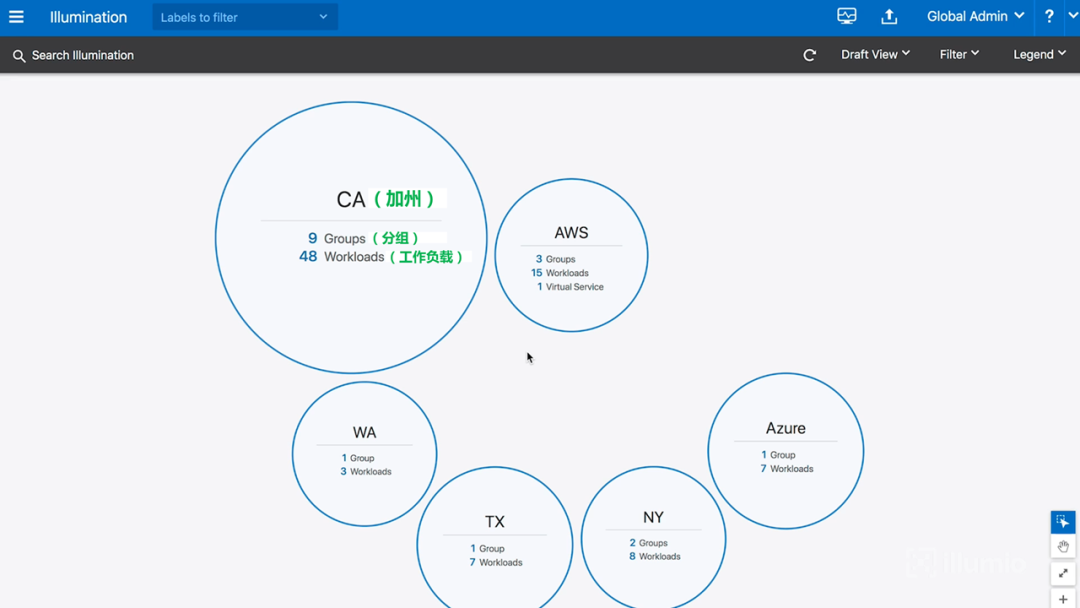 Illumination
Labels to filter
Global Admin
?
Search Illumination
Draft View
Filter
Legend
CA（加州）
9 Groups（分组）
48 Workloads（工作负载）
AWS
3 Groups
15 Workloads
1 Virtual Service
WA
1 Group
3 Workloads
Azure
1 Group
7 Workloads
TX
1 Group
7 Workloads
NY
2 Groups
8 Workloads
illumio